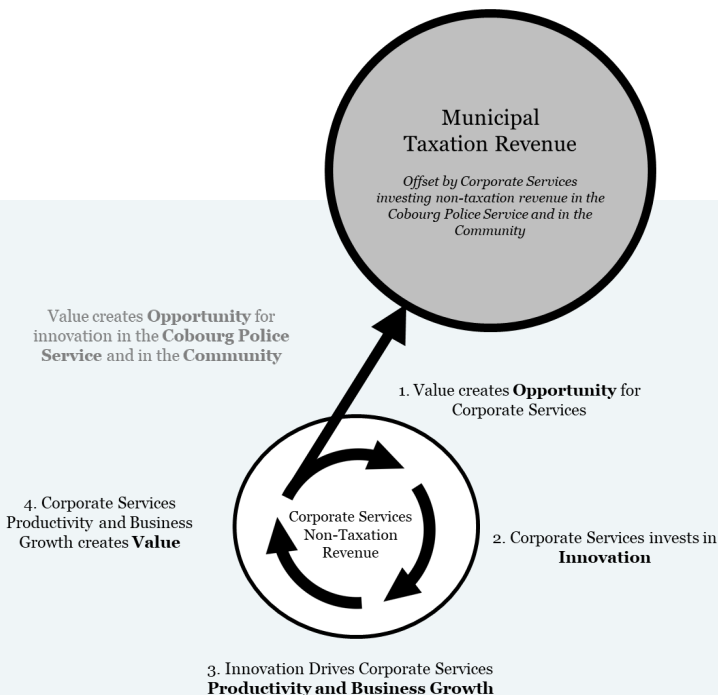 Municipal
Taxation Revenue
Offset by Corporate Services
investing non-taxation revenue in the
Cobourg Police Service and in the
Community
Value creates Opportunity for
innovation in the Cobourg Police
Service and in the Community
1. Value creates Opportunity for
Corporate Services
Corporate Services
Non-Taxation
Revenue
2. Corporate Services invests in
Innovation
3. Innovation Drives Corporate Services
Productivity and Business Growth
4. Corporate Services
Productivity and Business
Growth creates Value